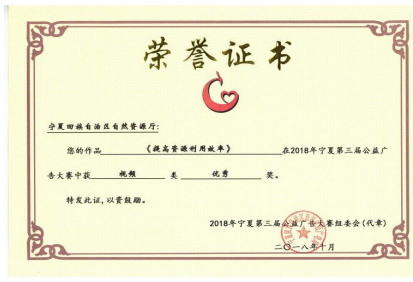 荣誉证书
宁夏回族自治区自然资源厅:
您的作品《提高资源利用效率》在2018年宁夏第三届公益广
告大赛中获 视频 类 优秀 奖。
特发此证,以资鼓励。
2018年宁夏第三届公益广告大赛组委会(代章)
二〇一八年十月